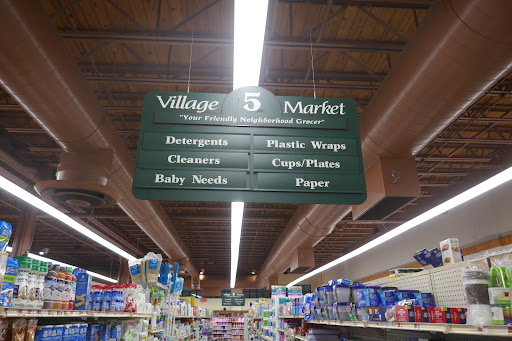 Village 5 Market
"Your Friendly Neighborhood Grocer"
Detergents Plastic Wraps
Cleaners Cups/Plates
Baby Needs Paper